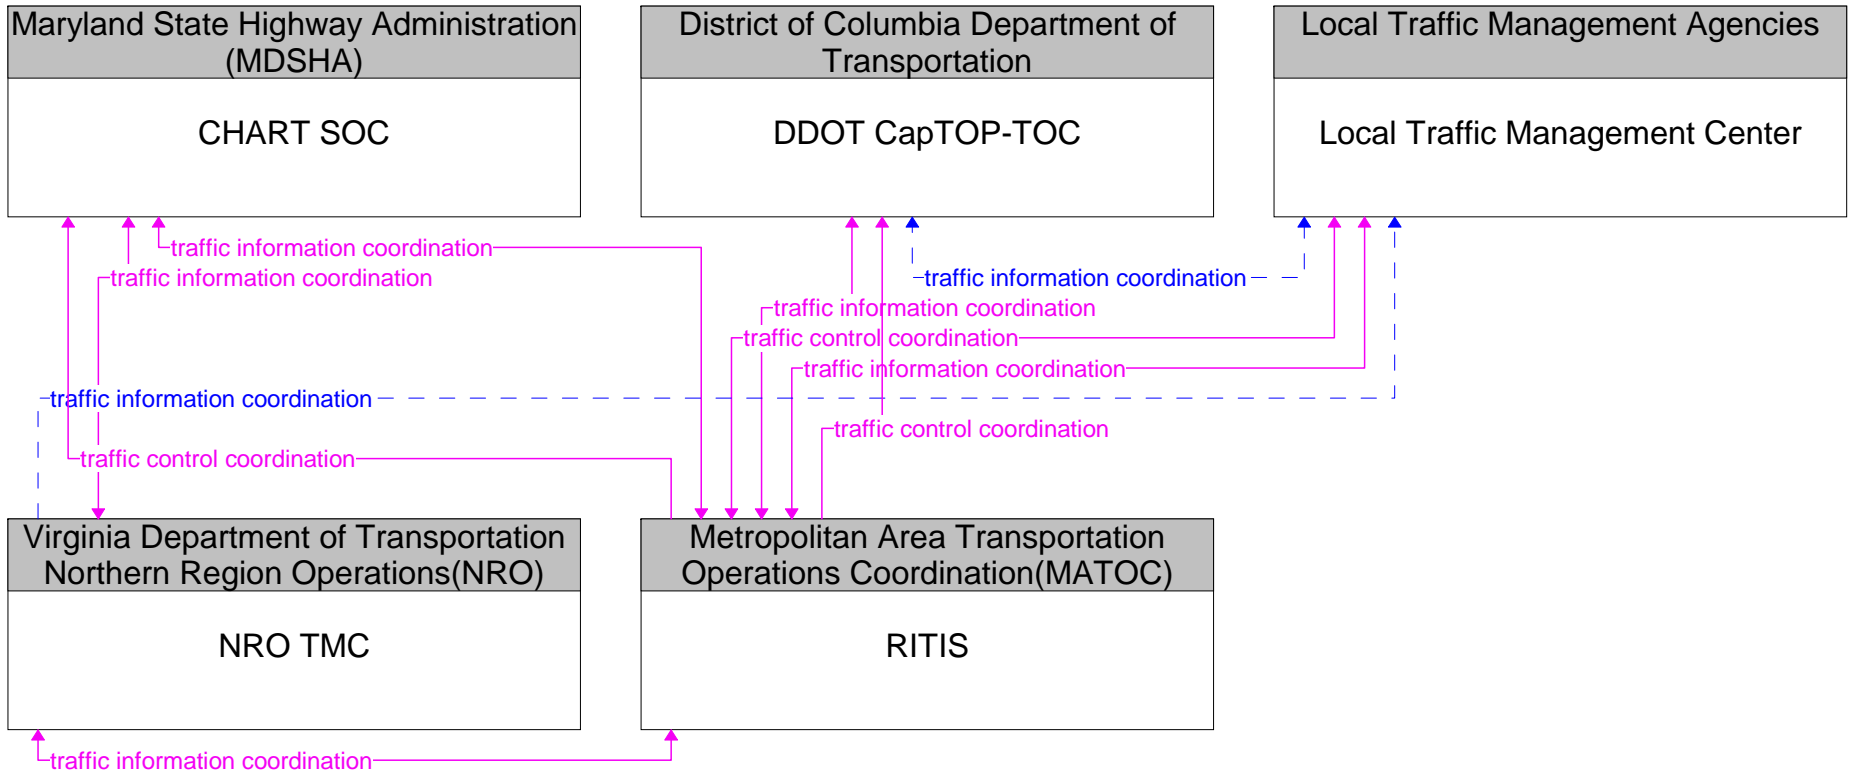 Maryland State Highway Administration
(MDSHA)
CHART SOC
District of Columbia Department of
Transportation
DDOT CapTOP-TOC
Local Traffic Management Agencies
Local Traffic Management Center
traffic information coordination
traffic information coordination
traffic information coordination
traffic information coordination
traffic control coordination
traffic information coordination
traffic information coordination
traffic control coordination
traffic control coordination
Virginia Department of Transportation
Northern Region Operations(NRO)
NRO TMC
Metropolitan Area Transportation
Operations Coordination(MATOC)
RITIS
traffic information coordination